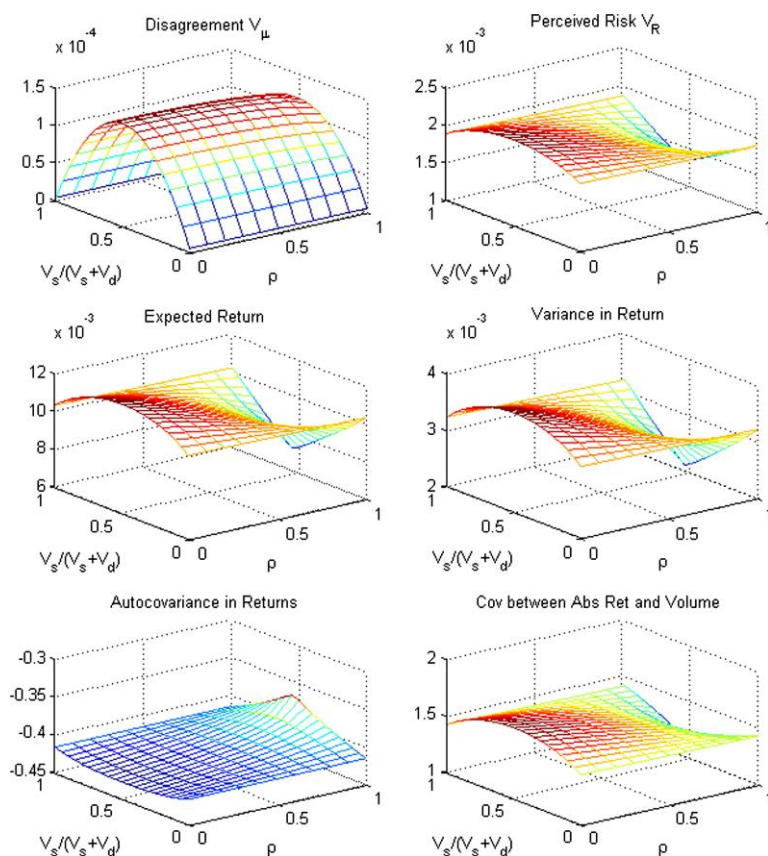 Disagreement V_μ
x 10^-4
1.5
1
0.5
0
1
0.5
0
V_s/(V_s+V_d)
0
0.5
1
ρ
Perceived Risk V_R
x 10^-3
2.5
2
1.5
1
1
0.5
0
V_s/(V_s+V_d)
0
0.5
1
ρ
Expected Return
x 10^-3
12
10
8
6
1
0.5
0
V_s/(V_s+V_d)
0
0.5
1
ρ
Variance in Return
x 10^-3
4
3
2
1
0.5
0
V_s/(V_s+V_d)
0
0.5
1
ρ
Autocovariance in Returns
-0.3
-0.35
-0.4
-0.45
1
0.5
0
V_s/(V_s+V_d)
0
0.5
1
ρ
Cov between Abs Ret and Volume
2
1.5
1
1
0.5
0
V_s/(V_s+V_d)
0
0.5
1
ρ